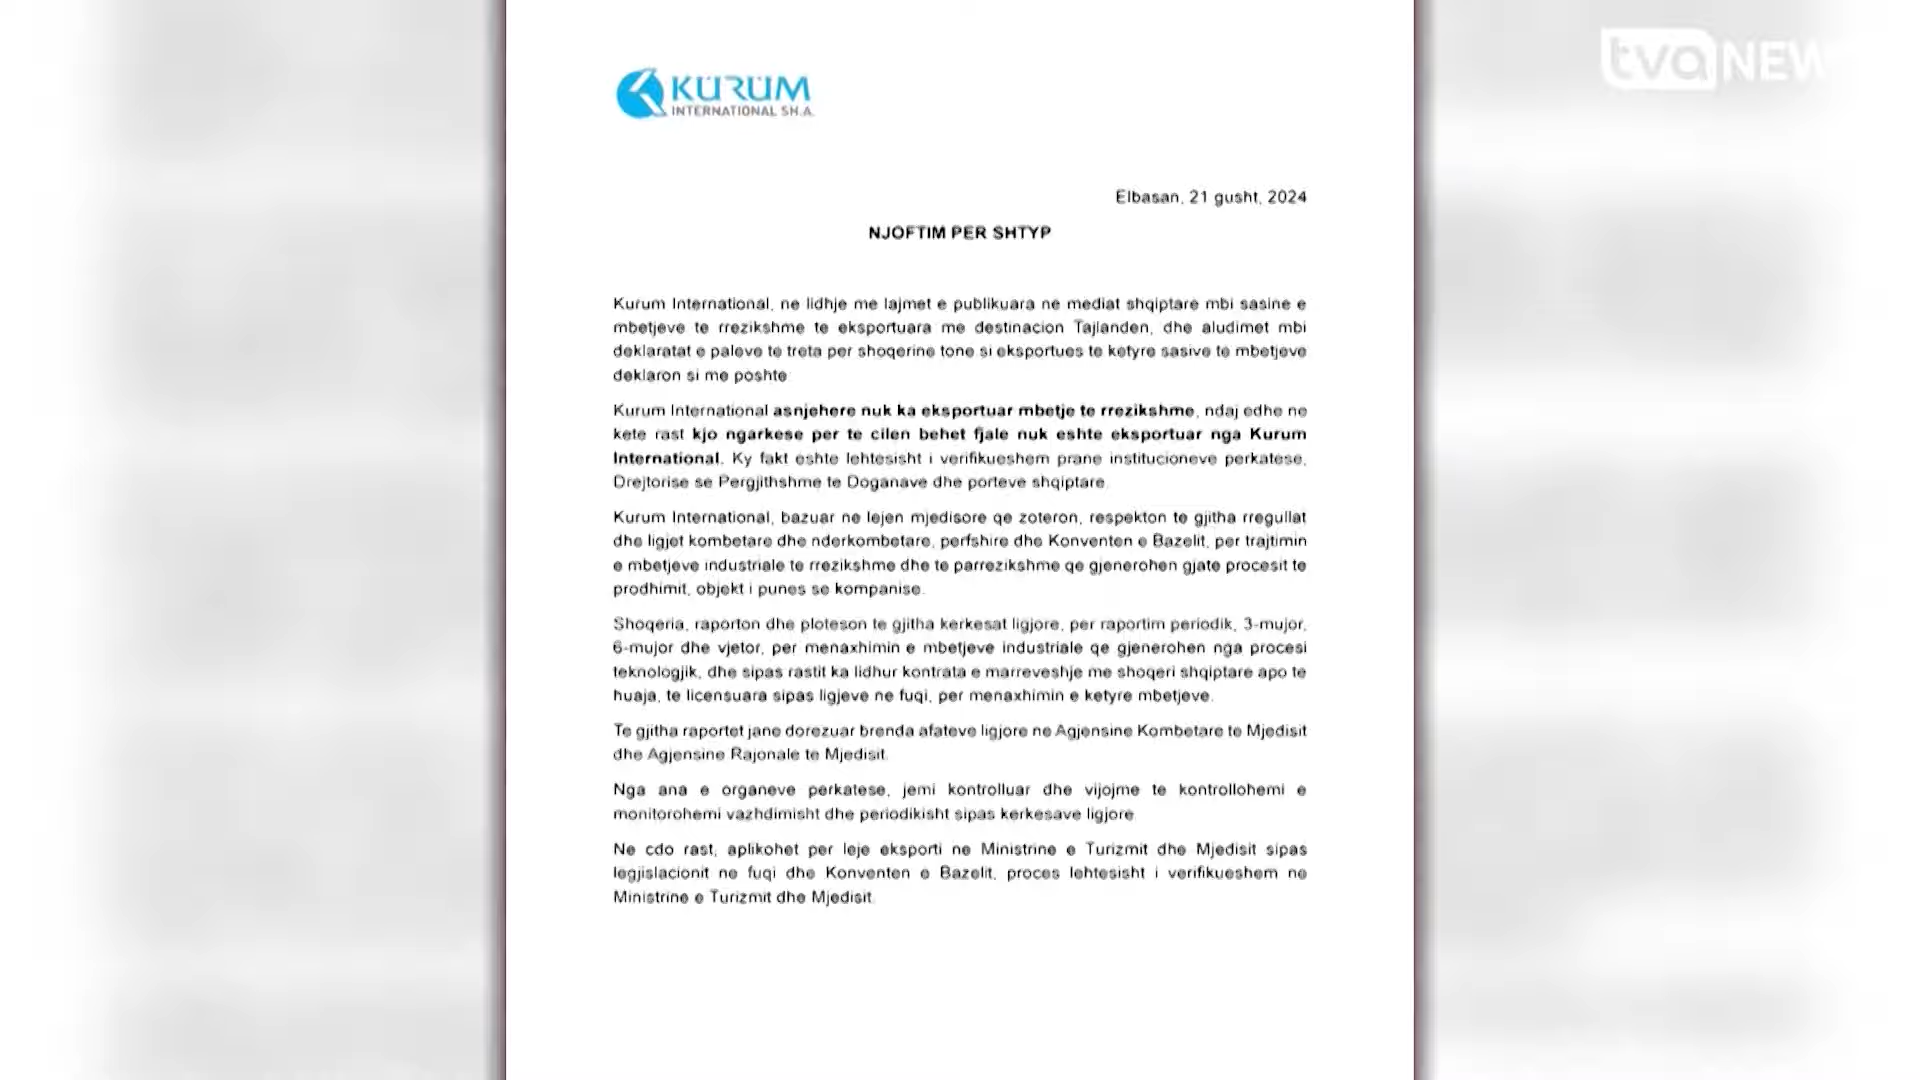 KURUM
INTERNATIONAL SH.A.
tva NEW
Elbasan, 21 gusht, 2024
NJOFTIM PER SHTYP
Kurum International, ne lidhje me lajmet e publikuara ne mediat shqiptare mbi sasine e
mbetjeve te rrezikshme te eksportuara me destinacion Tajlanden, dhe aludimet mbi
deklaratat e paleve te treta per shoqerine tone si eksportues te ketyre sasive te mbetjeve
deklaron si me poshte
Kurum International asnjehere nuk ka eksportuar mbetje te rrezikshme, ndaj edhe ne
kete rast kjo ngarkese per te cilen behet fjale nuk eshte eksportuar nga Kurum
International. Ky fakt eshte lehtesisht i verifikueshem prane institucioneve perkatese,
Drejtorise se Pergjithshme te Doganave dhe porteve shqiptare.
Kurum International, bazuar ne lejen mjedisore qe zoteron, respekton te gjitha rregullat
dhe ligjet kombetare dhe nderkombetare, perfshire dhe Konventen e Bazelit, per trajtimin
e mbetjeve industriale te rrezikshme dhe te parrezikshme qe gjenerohen gjate procesit te
prodhimit, objekt i punes se kompanise.
Shoqeria, raporton dhe ploteson te gjitha kerkesat ligjore, per raportim periodik, 3-mujor,
6-mujor dhe vjetor, per menaxhimin e mbetjeve industriale qe gjenerohen nga procesi
teknologjik, dhe sipas rastit ka lidhur kontrata e marreveshje me shoqeri shqiptare apo te
huaja, te licensuara sipas ligjeve ne fuqi, per menaxhimin e ketyre mbetjeve.
Te gjitha raportet jane dorezuar brenda afateve ligjore ne Agjensine Kombetare te Mjedisit
dhe Agjensine Rajonale te Mjedisit.
Nga ana e organeve perkatese, jemi kontrolluar dhe vijojme te kontrollohemi e
monitorohemi vazhdimisht dhe periodikisht sipas kerkesave ligjore.
Ne cdo rast, aplikohet per leje eksporti ne Ministrine e Turizmit dhe Mjedisit sipas
legjislacionit ne fuqi dhe Konventen e Bazelit, proces lehtesisht i verifikueshem ne
Ministrine e Turizmit dhe Mjedisit.